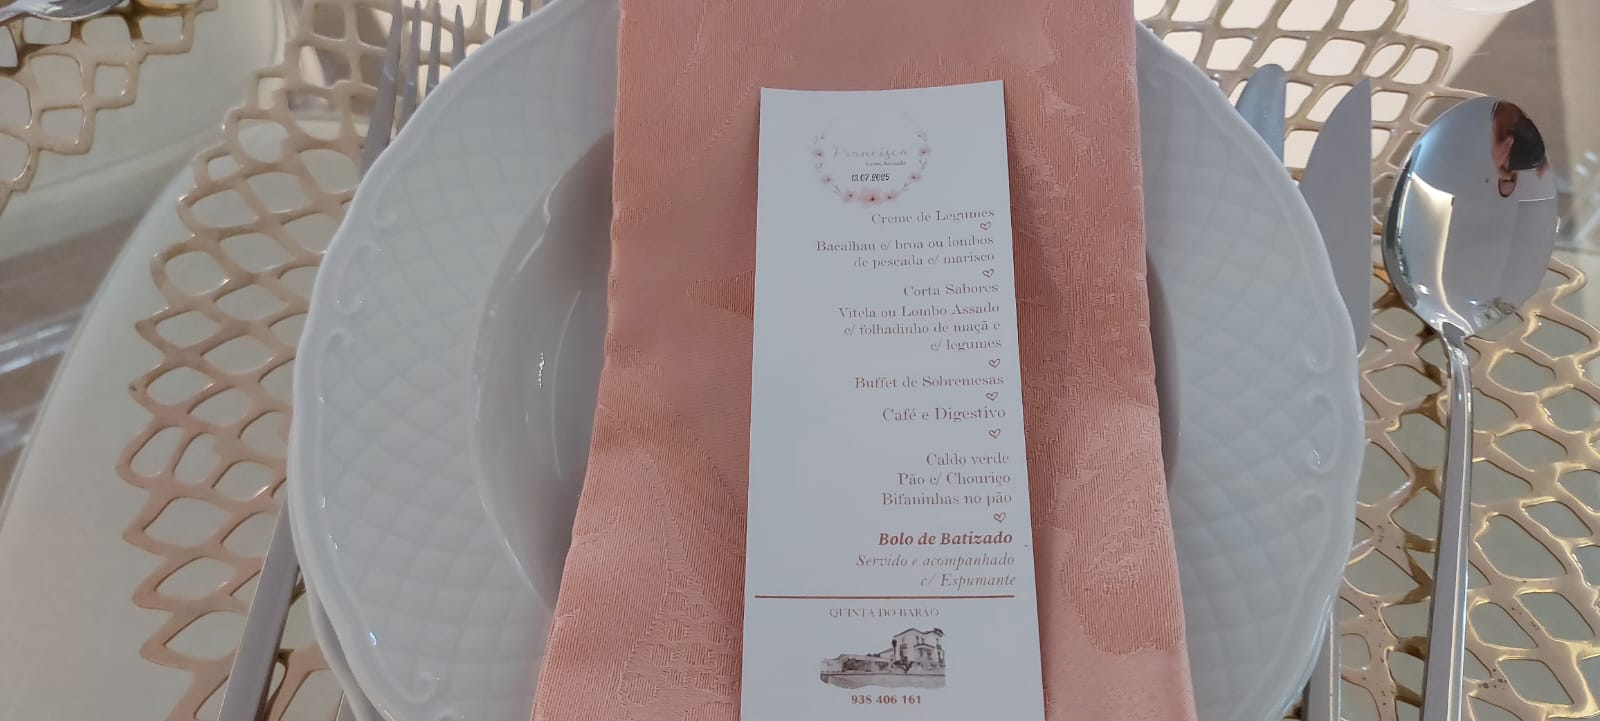 Francisca
O meu batizado
13.07.2025
Creme de Legumes
Bacalhau c/ broa ou lombos
de pescada c/ marisco
Corta Sabores
Vitela ou Lombo Assado
c/ folhadinho de maçã e
c/ legumes
Buffet de Sobremesas
Café e Digestivo
Caldo verde
Pão c/ Chouriço
Bifaninhas no pão
Bolo de Batizado
Servido e acompanhado
c/ Espumante
QUINTA DO BARÃO
938 406 161